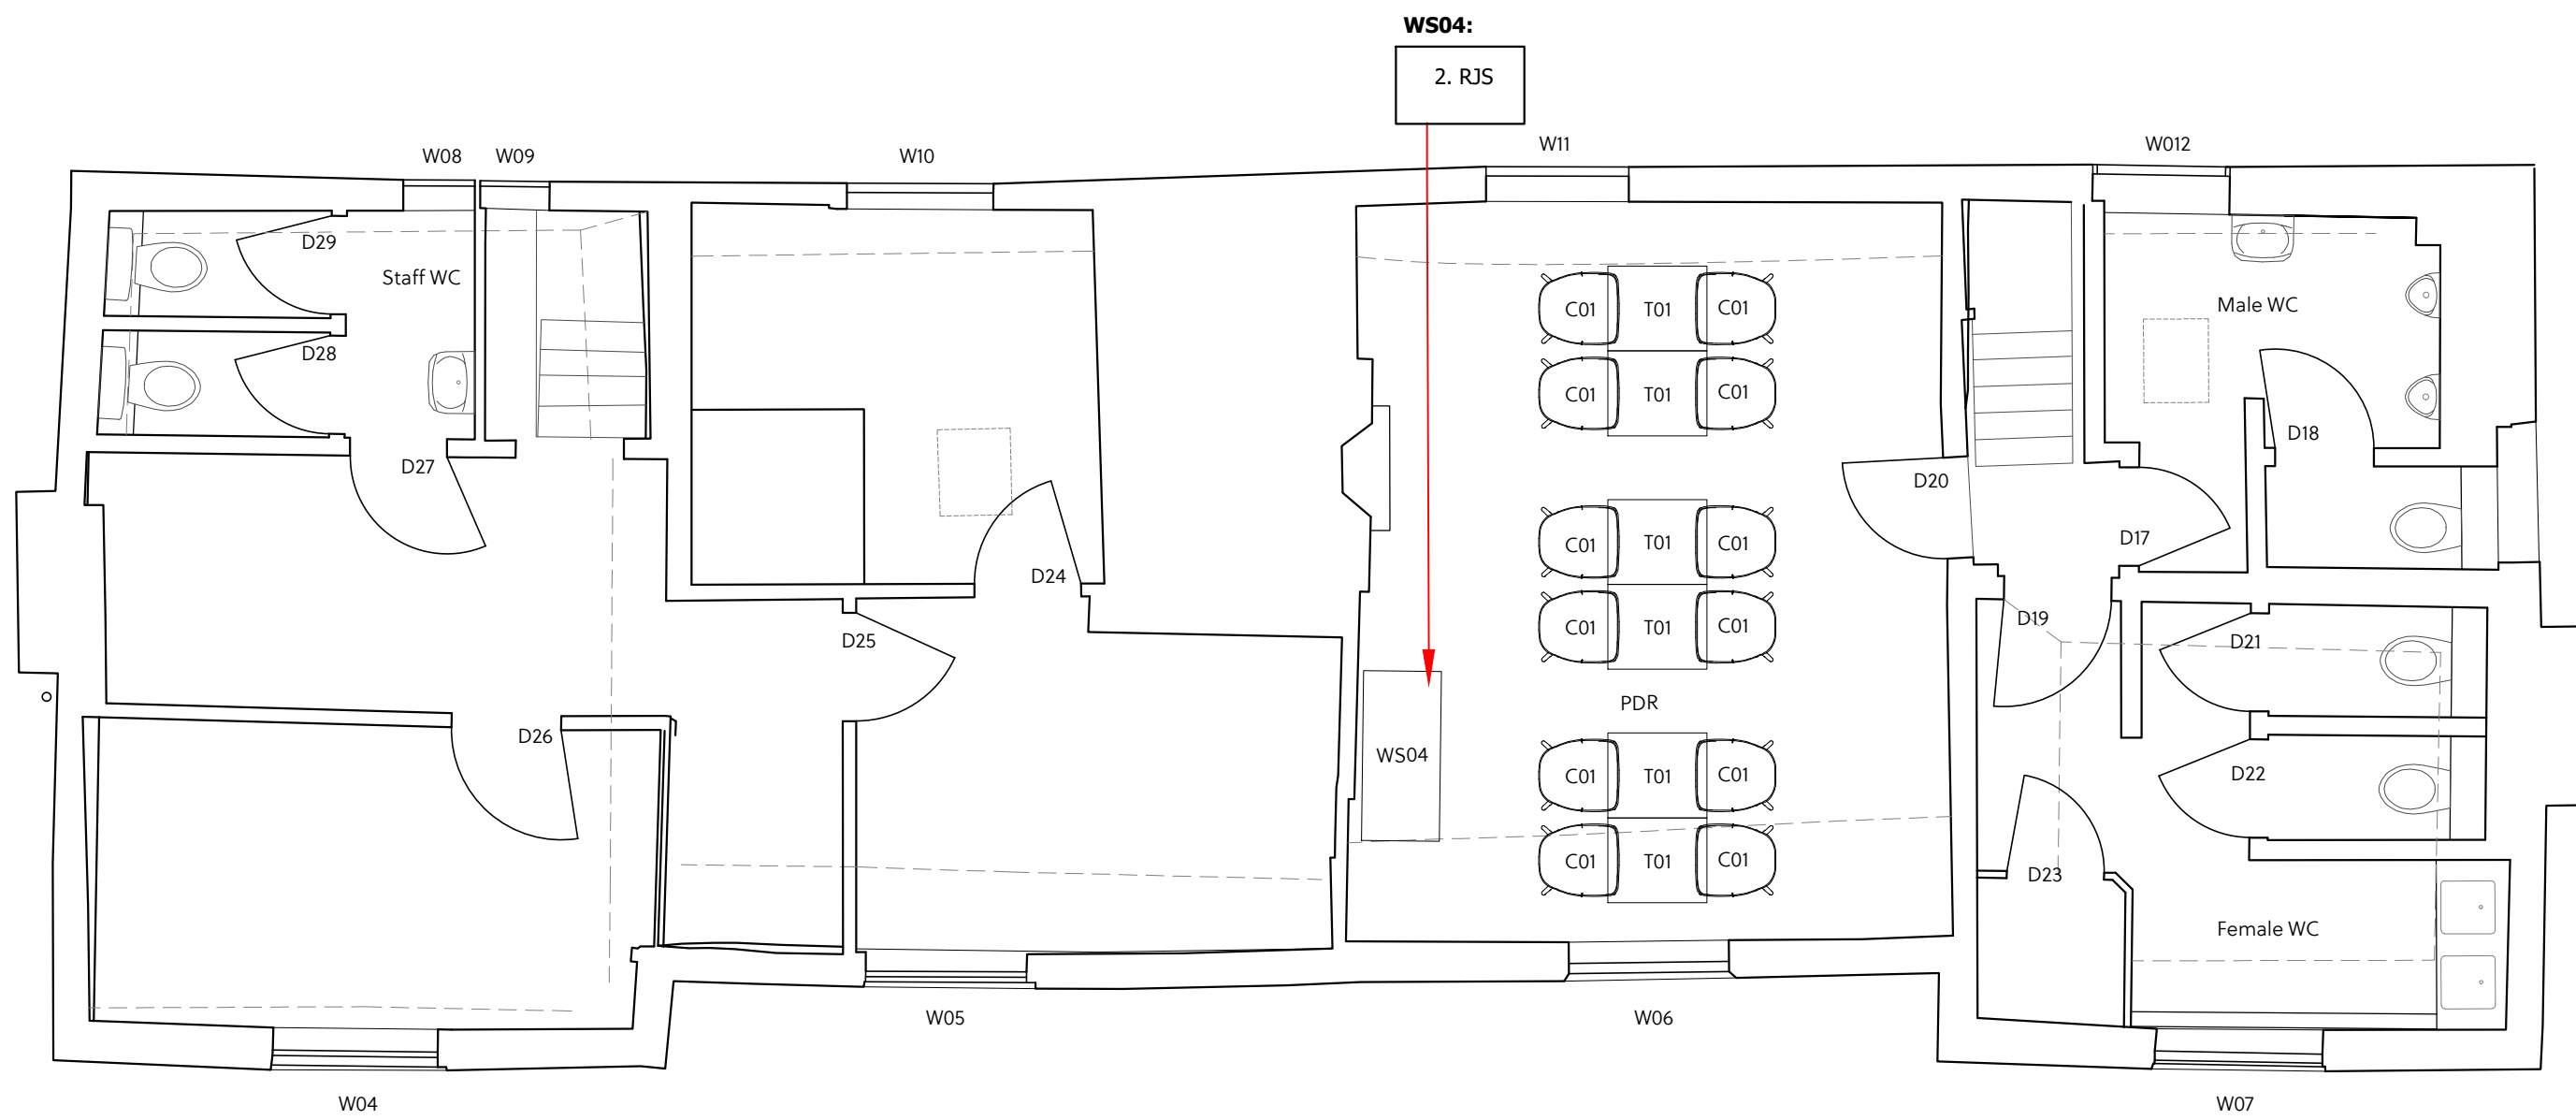 WS04:
2. RJS
W08
W09
W10
W11
W012
D29
Staff WC
D28
D27
C01 T01 C01
C01 T01 C01
Male WC
D18
D20
D17
D24
C01 T01 C01
C01 T01 C01
D19
D25
D21
PDR
D26
WS04
C01 T01 C01
C01 T01 C01
D22
D23
Female WC
W05
W06
W04
W07